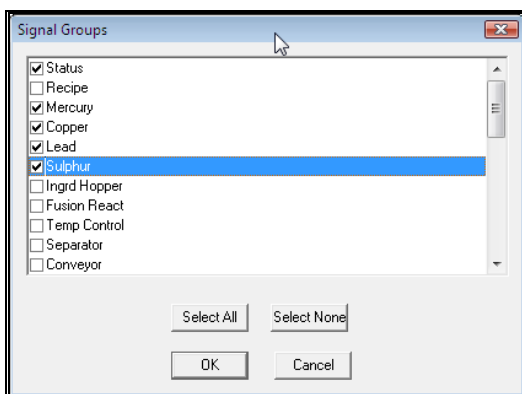 Signal Groups
Status
Recipe
Mercury
Copper
Lead
Sulphur
Ingrd Hopper
Fusion React
Temp Control
Separator
Conveyor
Select All Select None
OK Cancel